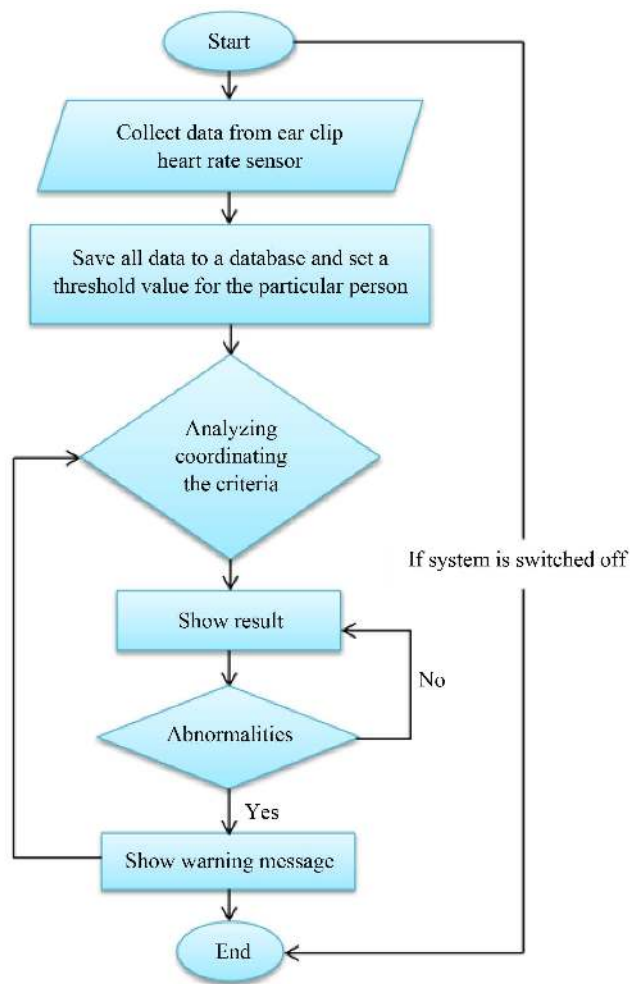 Start
Collect data from ear clip
heart rate sensor
Save all data to a database and set a
threshold value for the particular person
Analyzing
coordinating
the criteria
If system is switched off
Show result
No
Abnormalities
Yes
Show warning message
End